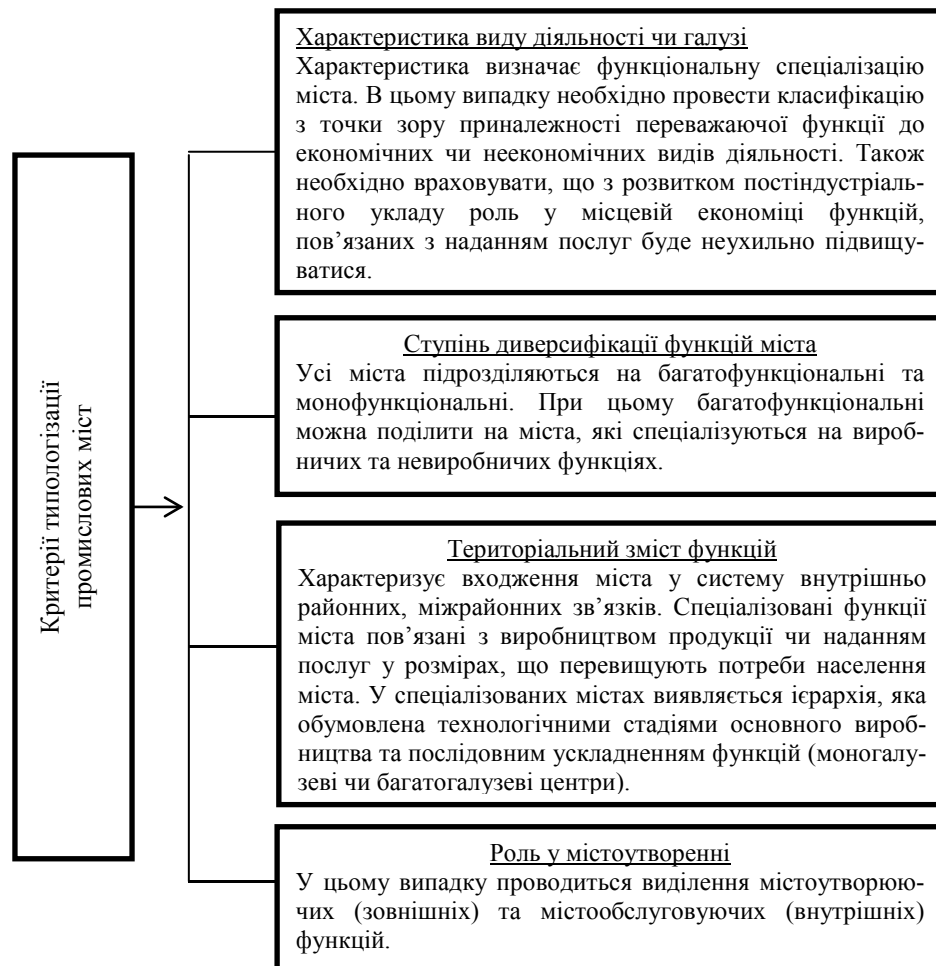 Критерії типологізації
промислових міст
Характеристика виду діяльності чи галузі
Характеристика визначає функціональну спеціалізацію
міста. В цьому випадку необхідно провести класифікацію
з точки зору приналежності переважаючої функції до
економічних чи неекономічних видів діяльності. Також
необхідно враховувати, що з розвитком постіндустріаль-
ного укладу роль у місцевій економіці функцій,
пов’язаних з наданням послуг буде неухильно підвищу-
ватися.
Ступінь диверсифікації функцій міста
Усі міста підрозділяються на багатофункціональні та
монофункціональні. При цьому багатофункціональні
можна поділити на міста, які спеціалізуються на вироб-
ничих та невиробничих функціях.
Територіальний зміст функцій
Характеризує входження міста у систему внутрішньо
районних, міжрайонних зв’язків. Спеціалізовані функції
міста пов’язані з виробництвом продукції чи наданням
послуг у розмірах, що перевищують потреби населення
міста. У спеціалізованих містах виявляється ієрархія, яка
обумовлена технологічними стадіями основного вироб-
ництва та послідовним ускладненням функцій (моногалу-
зеві чи багатогалузеві центри).
Роль у містоутворенні
У цьому випадку проводиться виділення містоутворюю-
чих (зовнішніх) та містообслуговуючих (внутрішніх)
функцій.